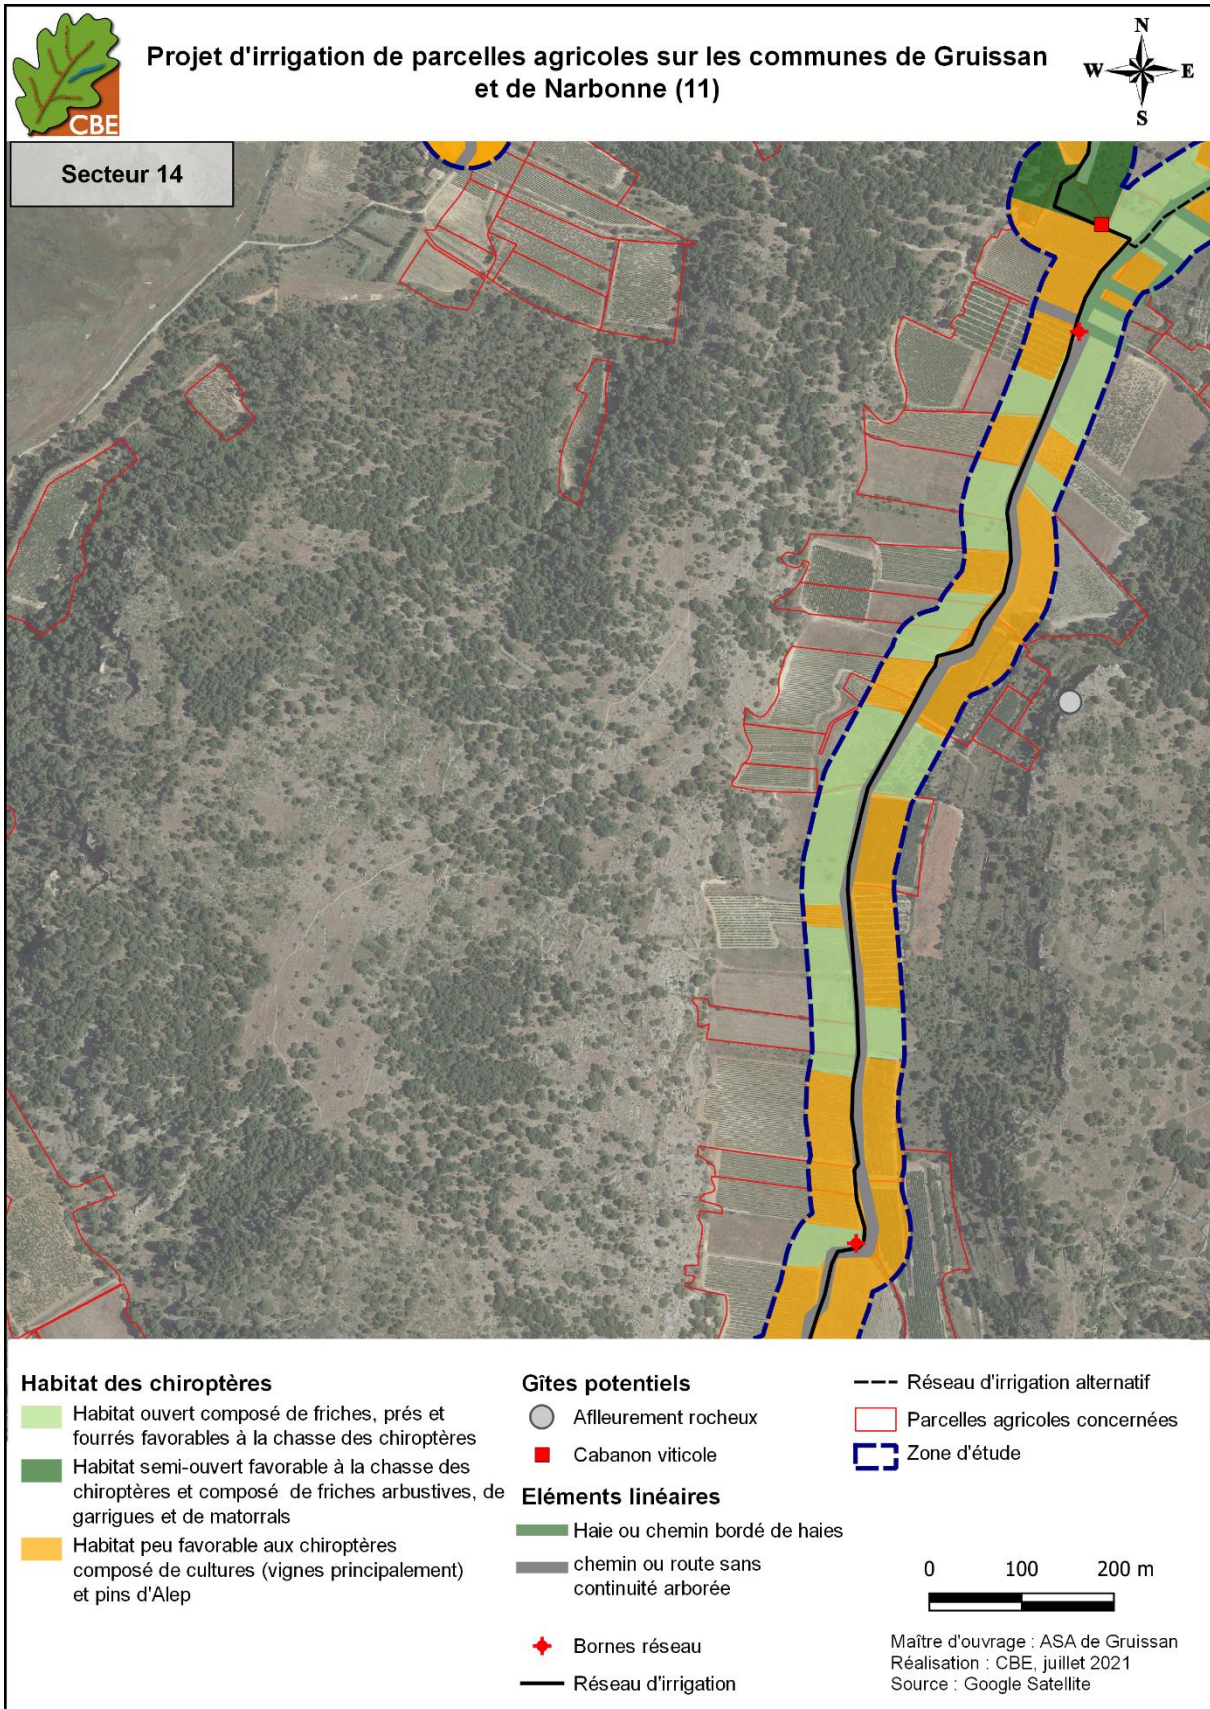 Projet d'irrigation de parcelles agricoles sur les communes de Gruissan
et de Narbonne (11)
N
W E
S
CBE
Secteur 14
Habitat des chiroptères
Habitat ouvert composé de friches, prés et
fourrés favorables à la chasse des chiroptères
Habitat semi-ouvert favorable à la chasse des
chiroptères et composé de friches arbustives, de
garrigues et de matorrals
Habitat peu favorable aux chiroptères
composé de cultures (vignes principalement)
et pins d'Alep
Gîtes potentiels
Aflleurement rocheux
Cabanon viticole
Eléments linéaires
Haie ou chemin bordé de haies
chemin ou route sans
continuité arborée
Bornes réseau
Réseau d'irrigation
Réseau d'irrigation alternatif
Parcelles agricoles concernées
Zone d'étude
0 100 200 m
Maître d'ouvrage : ASA de Gruissan
Réalisation : CBE, juillet 2021
Source : Google Satellite